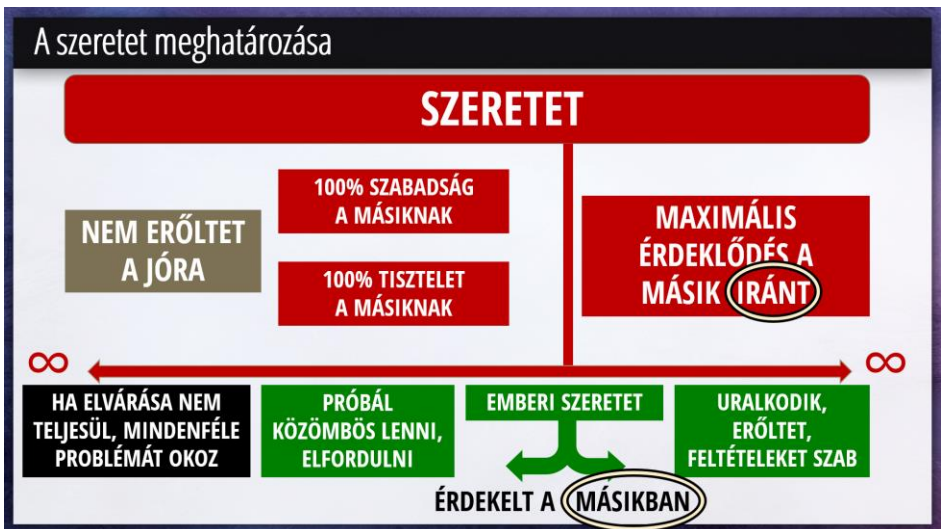 A szeretet meghatározása
SZERETET
NEM ERŐLTET
A JÓRA
100% SZABADSÁG
A MÁSIKNAK
100% TISZTELET
A MÁSIKNAK
MAXIMÁLIS
ÉRDEKLŐDÉS A
MÁSIK IRÁNT
∞
∞
HA ELVÁRÁSA NEM
TELJESÜL, MINDENFÉLE
PROBLÉMÁT OKOZ
PRÓBÁL
KÖZÖMBÖS LENNI,
ELFORDULNI
EMBERI SZERETET
URALKODIK,
ERŐLTET,
FELTÉTELEKET SZAB
ÉRDEKELT A MÁSIKBAN